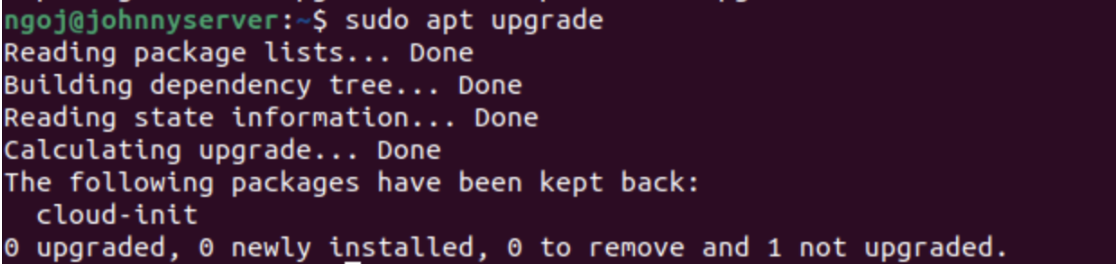 ngoj@johnnyserver:~$ sudo apt upgrade
Reading package lists... Done
Building dependency tree... Done
Reading state information... Done
Calculating upgrade... Done
The following packages have been kept back:
  cloud-init
0 upgraded, 0 newly installed, 0 to remove and 1 not upgraded.